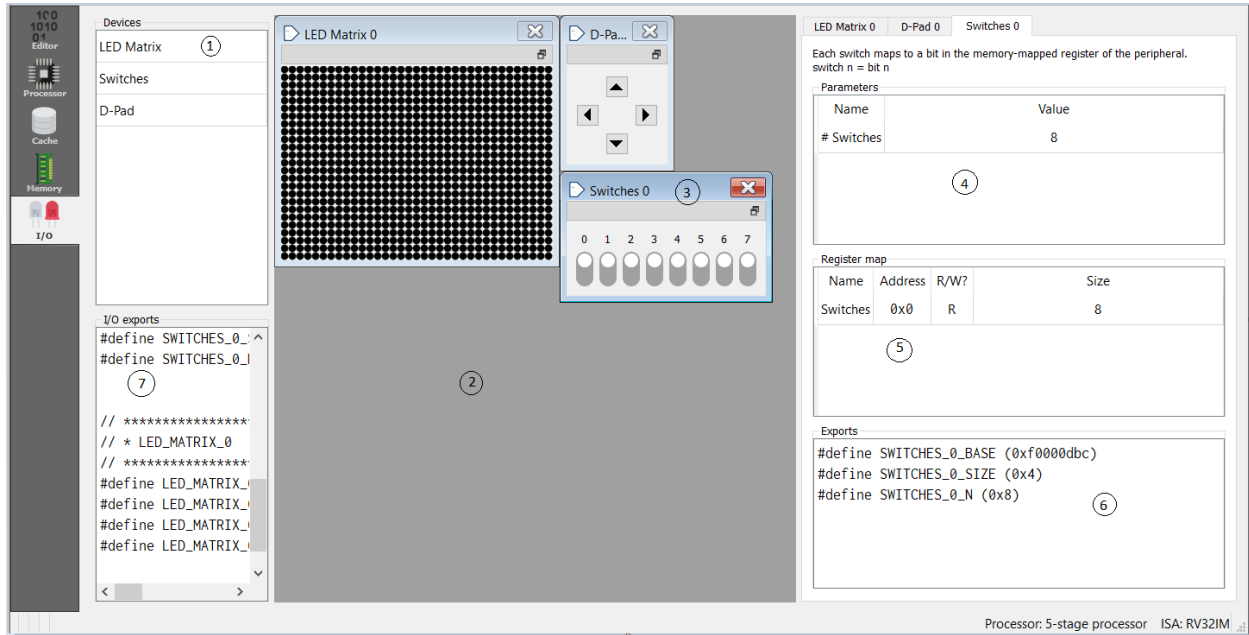 100
1010
01
Editor
Processor
Cache
Memory
I/O
Devices
LED Matrix
1
Switches
D-Pad
I/O exports
#define SWITCHES_0_
#define SWITCHES_0_
7
// ****************
// * LED_MATRIX_0
// ****************
#define LED_MATRIX_
#define LED_MATRIX_
#define LED_MATRIX_
#define LED_MATRIX_
LED Matrix 0
D-Pa...
Switches 0
3
0 1 2 3 4 5 6 7
2
LED Matrix 0 D-Pad 0 Switches 0
Each switch maps to a bit in the memory-mapped register of the peripheral.
switch n = bit n
Parameters
Name Value
# Switches 8
4
Register map
Name Address R/W? Size
Switches 0x0 R 8
5
Exports
#define SWITCHES_0_BASE (0xf0000dbc)
#define SWITCHES_0_SIZE (0x4)
#define SWITCHES_0_N (0x8)
6
Processor: 5-stage processor ISA: RV32IM